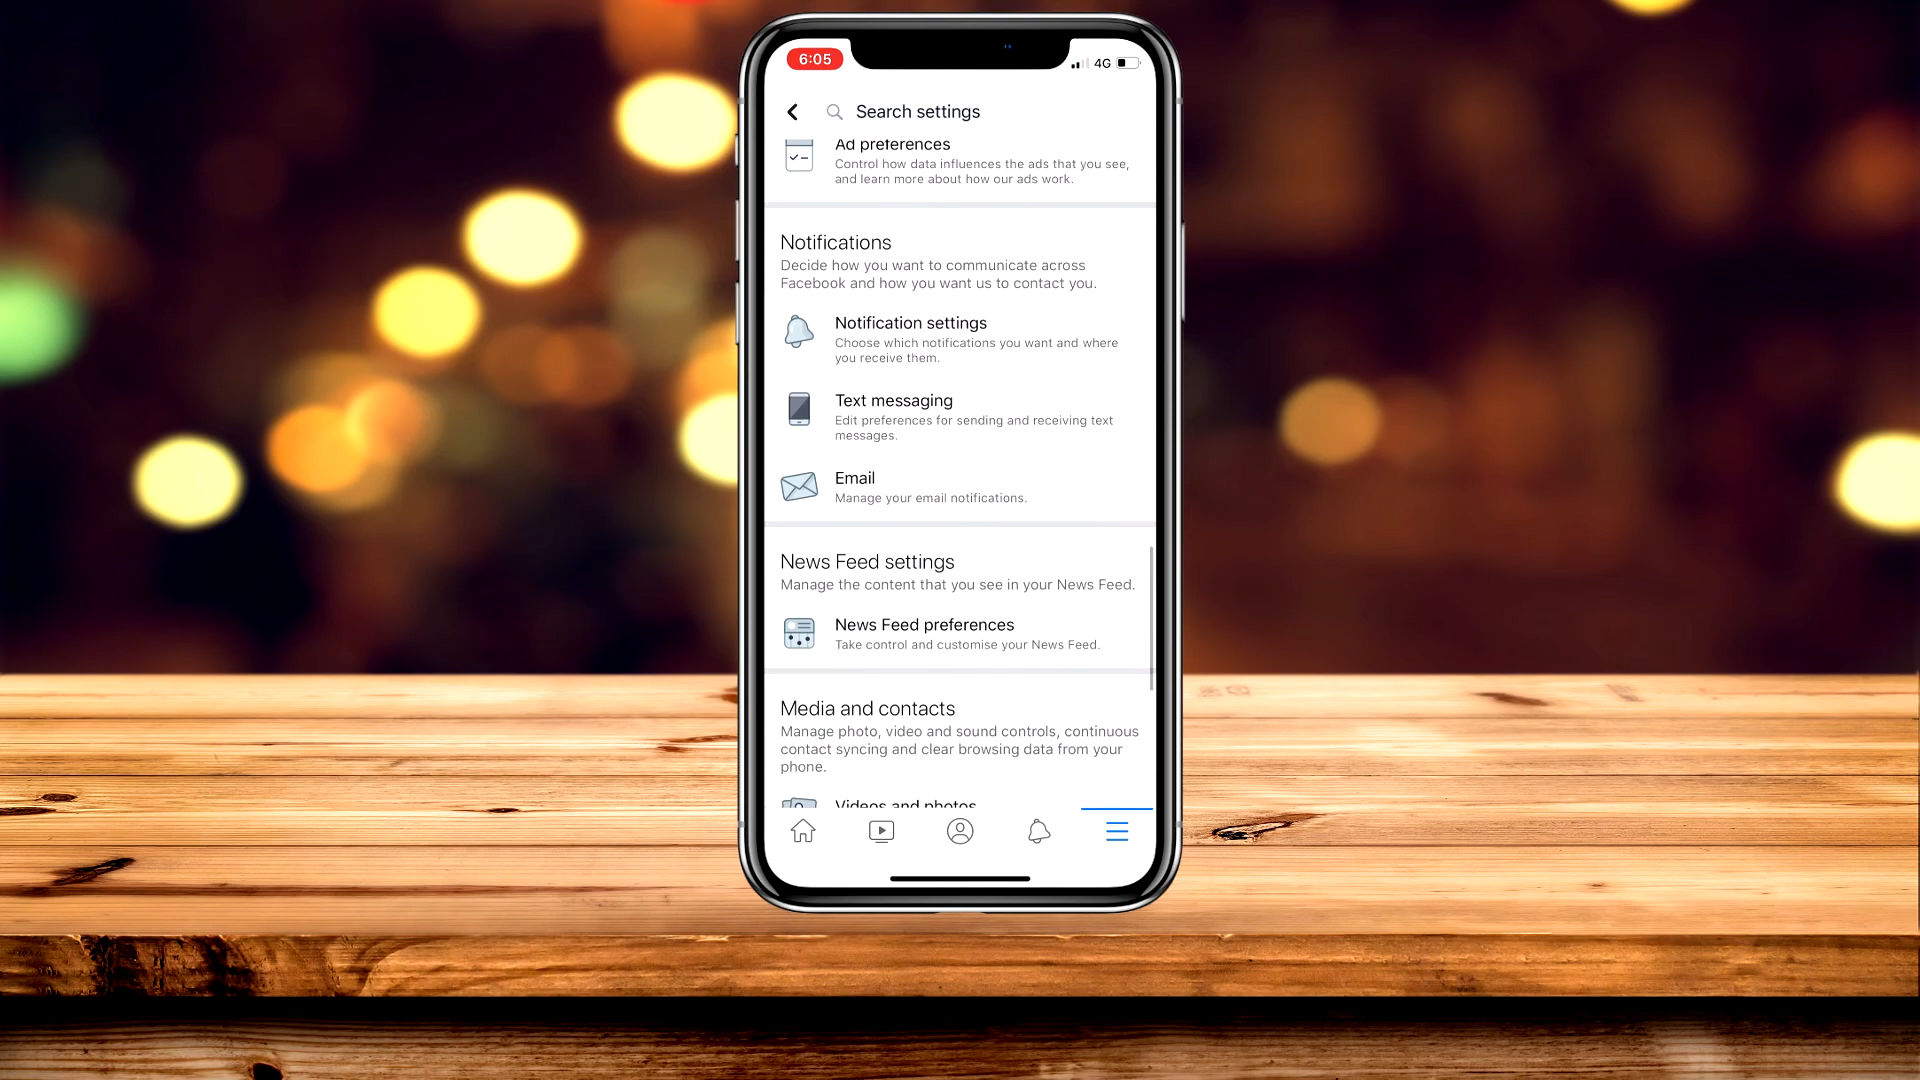 6:05
4G
Search settings
Ad preferences
Control how data influences the ads that you see,
and learn more about how our ads work.
Notifications
Decide how you want to communicate across
Facebook and how you want us to contact you.
Notification settings
Choose which notifications you want and where
you receive them.
Text messaging
Edit preferences for sending and receiving text
messages.
Email
Manage your email notifications.
News Feed settings
Manage the content that you see in your News Feed.
News Feed preferences
Take control and customise your News Feed.
Media and contacts
Manage photo, video and sound controls, continuous
contact syncing and clear browsing data from your
phone.
Videos and photos